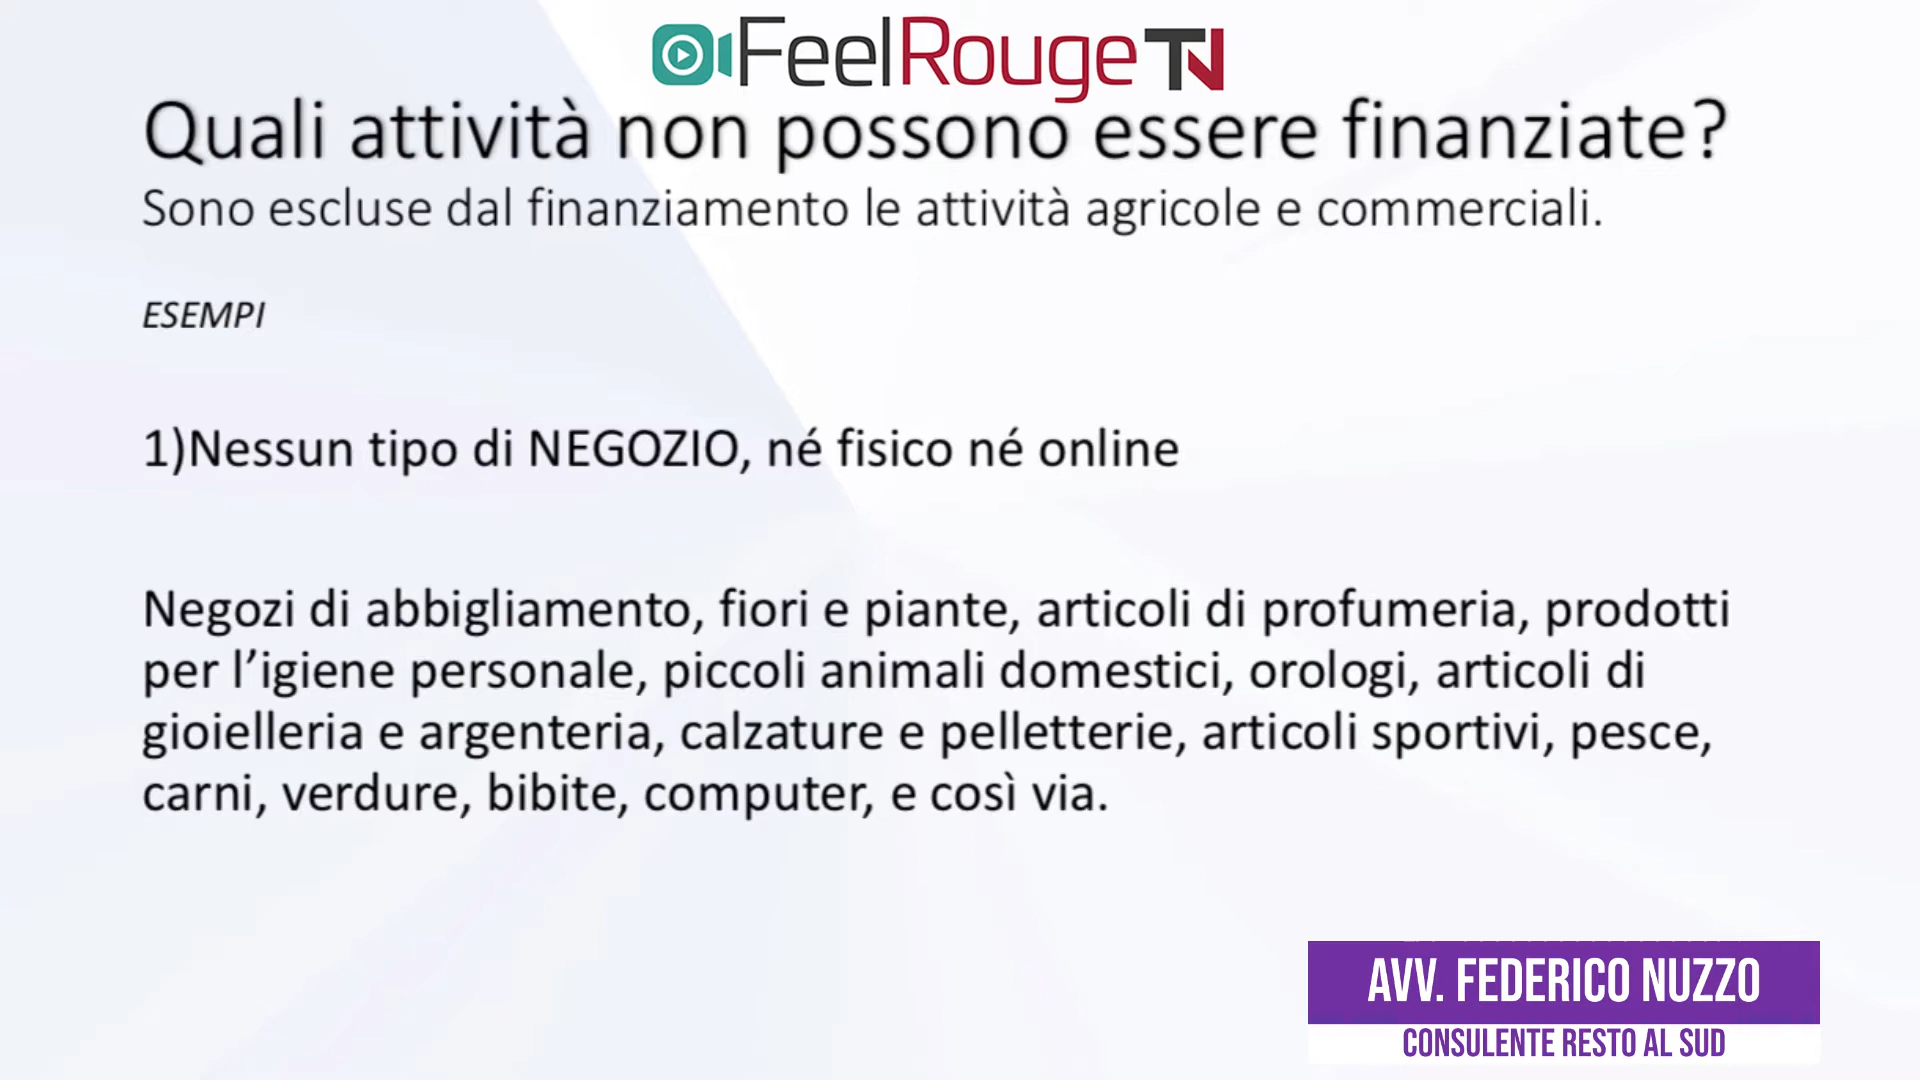 FeelRougeTV
Quali attività non possono essere finanziate?
Sono escluse dal finanziamento le attività agricole e commerciali.
ESEMPI
1)Nessun tipo di NEGOZIO, né fisico né online
Negozi di abbigliamento, fiori e piante, articoli di profumeria, prodotti
per l’igiene personale, piccoli animali domestici, orologi, articoli di
gioielleria e argenteria, calzature e pelletterie, articoli sportivi, pesce,
carni, verdure, bibite, computer, e così via.
AVV. FEDERICO NUZZO
CONSULENTE RESTO AL SUD